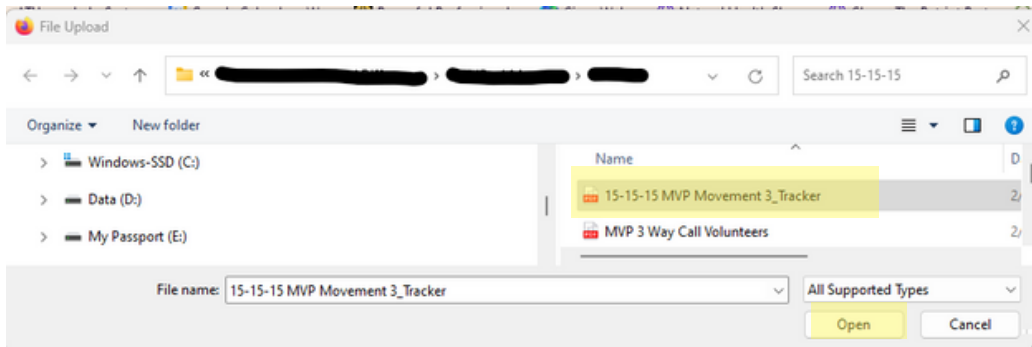 File Upload
« > >
Search 15-15-15
Organize New folder
Windows-SSD (C:)
Data (D:)
My Passport (E:)
Name D
15-15-15 MVP Movement 3_Tracker 2/
MVP 3 Way Call Volunteers 2/
File name: 15-15-15 MVP Movement 3_Tracker
All Supported Types
Open Cancel